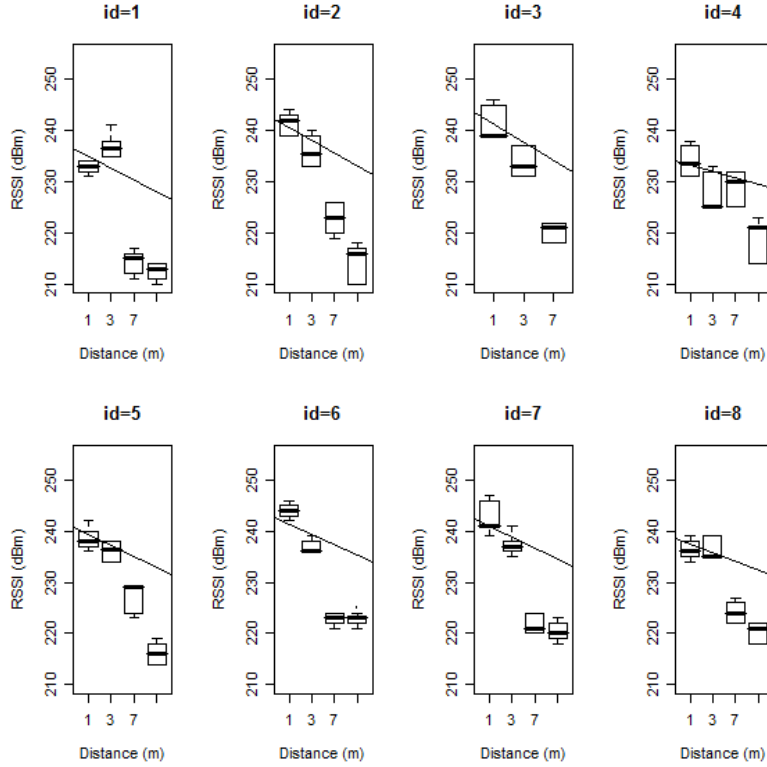 id=1
id=2
id=3
id=4
RSSI (dBm)
210 220 230 240 250
1 3 7
Distance (m)
RSSI (dBm)
210 220 230 240 250
1 3 7
Distance (m)
RSSI (dBm)
210 220 230 240 250
1 3 7
Distance (m)
RSSI (dBm)
210 220 230 240 250
1 3 7
Distance (m)
id=5
id=6
id=7
id=8
RSSI (dBm)
210 220 230 240 250
1 3 7
Distance (m)
RSSI (dBm)
210 220 230 240 250
1 3 7
Distance (m)
RSSI (dBm)
210 220 230 240 250
1 3 7
Distance (m)
RSSI (dBm)
210 220 230 240 250
1 3 7
Distance (m)